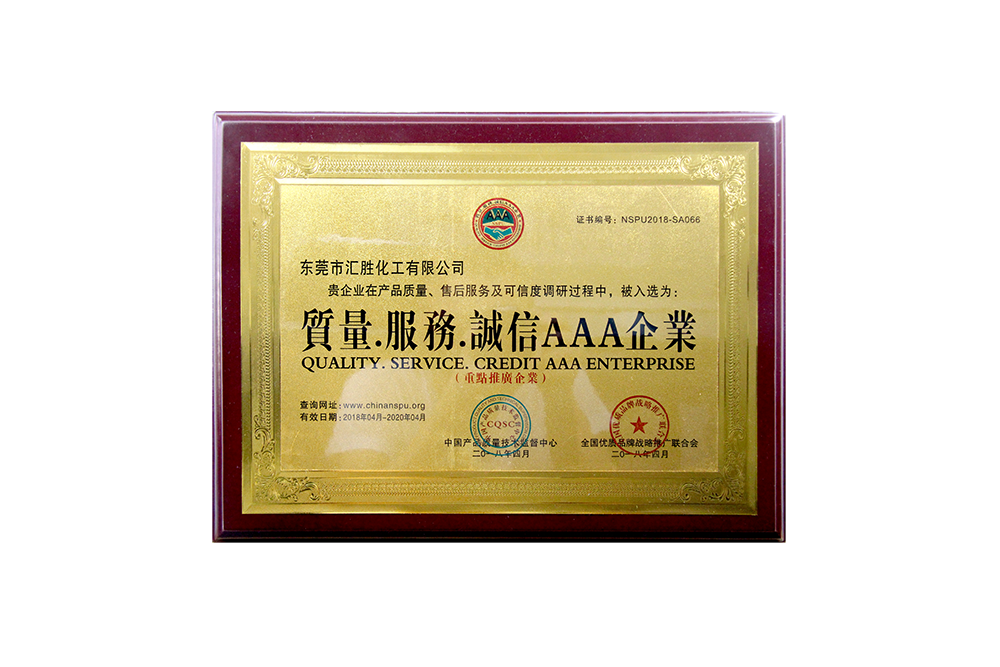 AAA
证书编号：NSPU2018-SA066
东莞市汇胜化工有限公司
贵企业在产品质量、售后服务及可信度调研过程中，被入选为：
質量.服務.誠信AAA企業
QUALITY. SERVICE. CREDIT AAA ENTERPRISE
（重點推廣企業）
查询网址：www.chinanspu.org
有效日期：2018年04月-2020年04月
CQSC
中国产品质量技术监督中心
二〇一八年四月
全国优质品牌战略推广联合会
二〇一八年四月